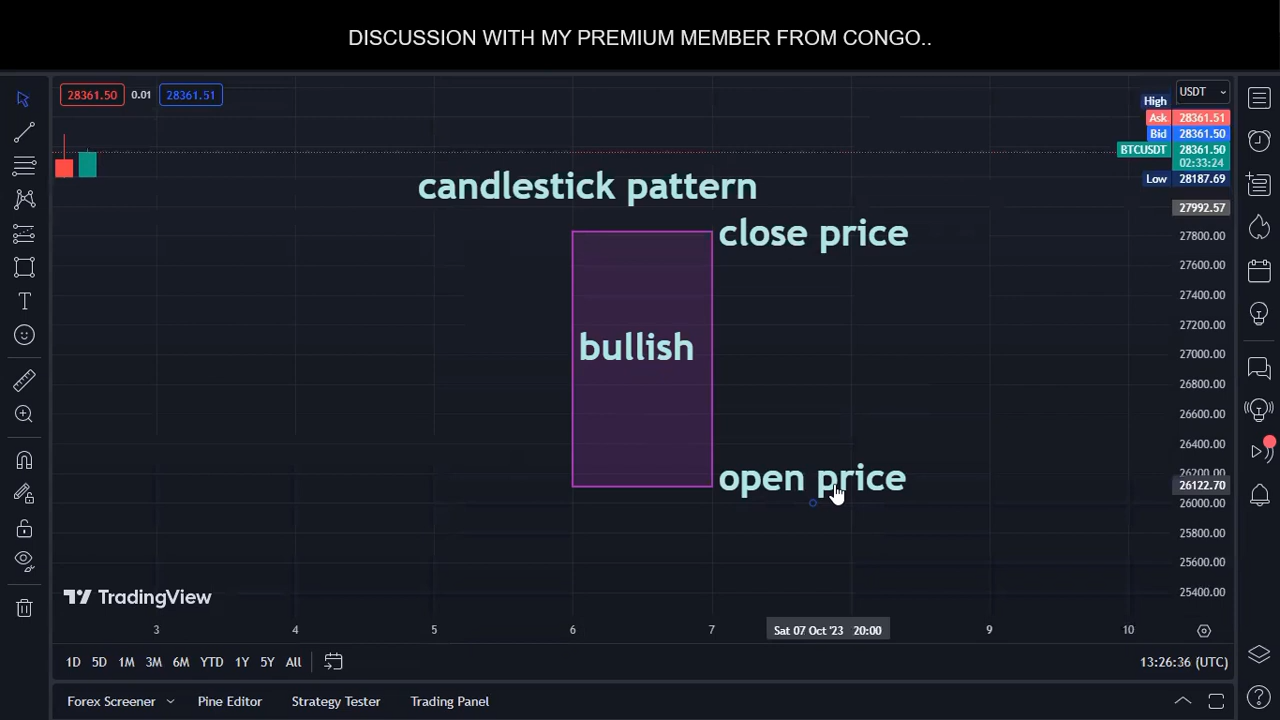 DISCUSSION WITH MY PREMIUM MEMBER FROM CONGO..
28361.50 0.01 28361.51
USDT
High
Ask 28361.51
Bid 28361.50
BTCUSDT 28361.50
02:33:24
Low 28187.69
candlestick pattern
27992.57
close price
27800.00
27600.00
27400.00
27200.00
bullish
27000.00
26800.00
26600.00
26400.00
26200.00
open price
26122.70
26000.00
25800.00
25600.00
25400.00
TradingView
3 4 5 6 7 Sat 07 Oct '23 20:00 9 10
1D 5D 1M 3M 6M YTD 1Y 5Y All 13:26:36 (UTC)
Forex Screener Pine Editor Strategy Tester Trading Panel